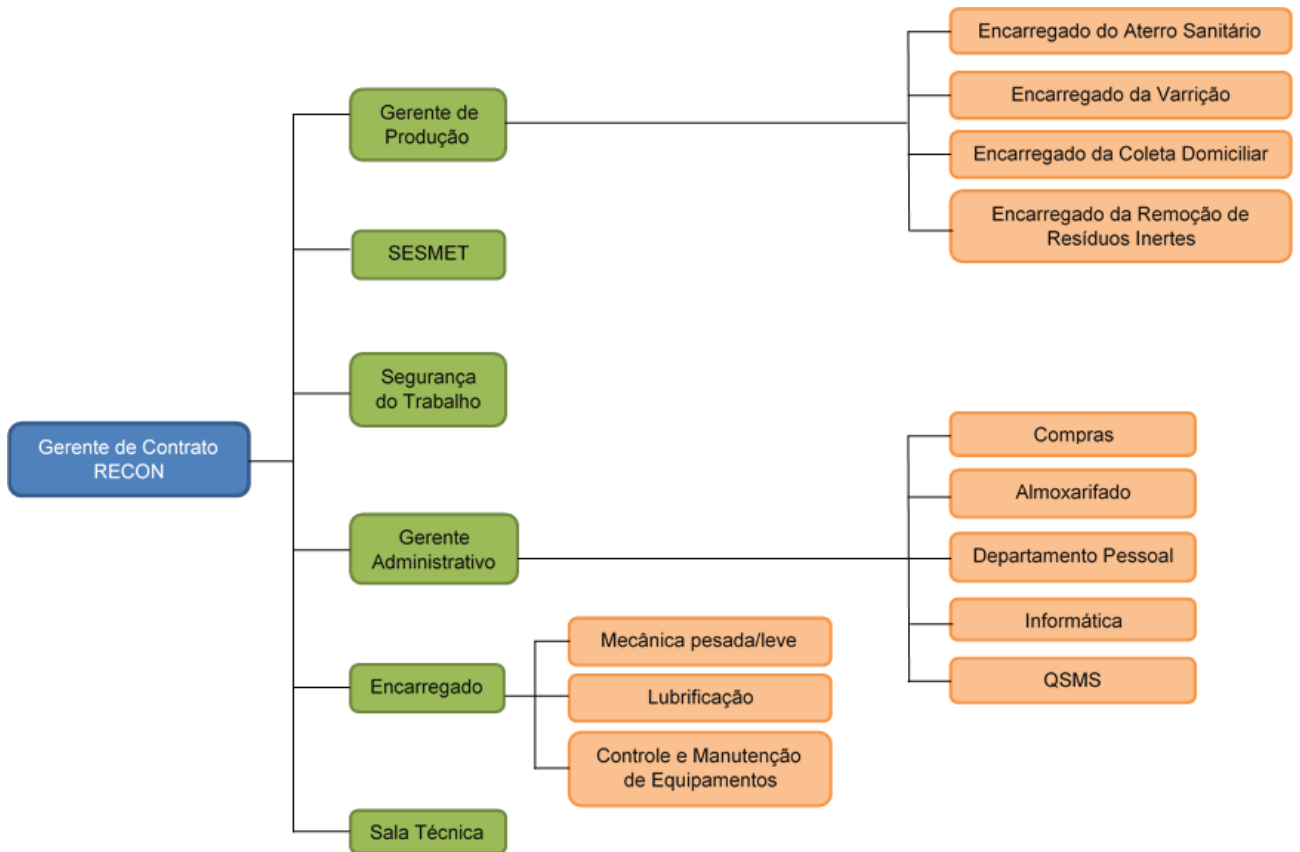 Gerente de Contrato
RECON
Gerente de
Produção
Encarregado do Aterro Sanitário
Encarregado da Varrição
Encarregado da Coleta Domiciliar
Encarregado da Remoção de
Resíduos Inertes
SESMET
Segurança
do Trabalho
Gerente
Administrativo
Compras
Almoxarifado
Departamento Pessoal
Informática
QSMS
Encarregado
Mecânica pesada/leve
Lubrificação
Controle e Manutenção
de Equipamentos
Sala Técnica